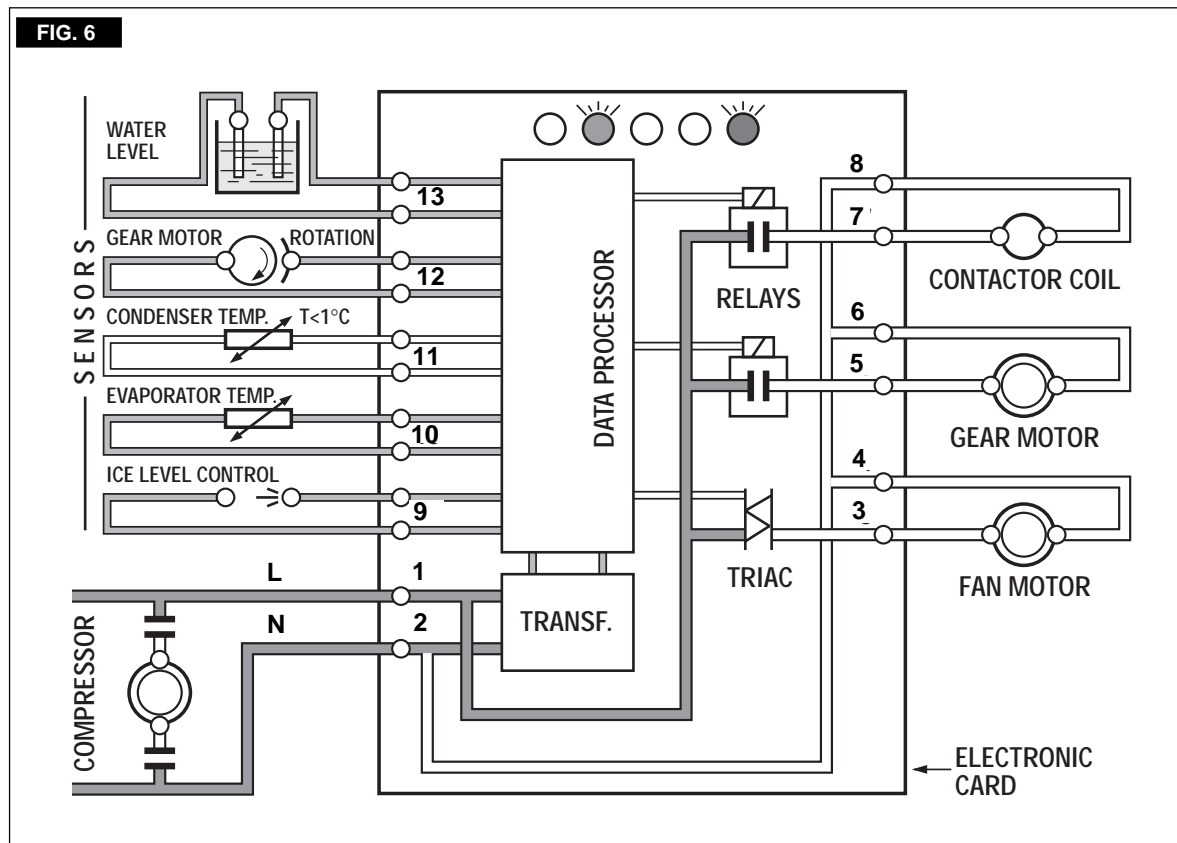 FIG. 6
WATER
LEVEL
13
GEAR MOTOR ROTATION
12
CONDENSER TEMP. T<1°C
11
EVAPORATOR TEMP.
10
ICE LEVEL CONTROL
9
SENSORS
L 1
N 2
COMPRESSOR
DATA PROCESSOR
TRANSF.
RELAYS
TRIAC
8
7
CONTACTOR COIL
6
5
GEAR MOTOR
4
3
FAN MOTOR
ELECTRONIC
CARD